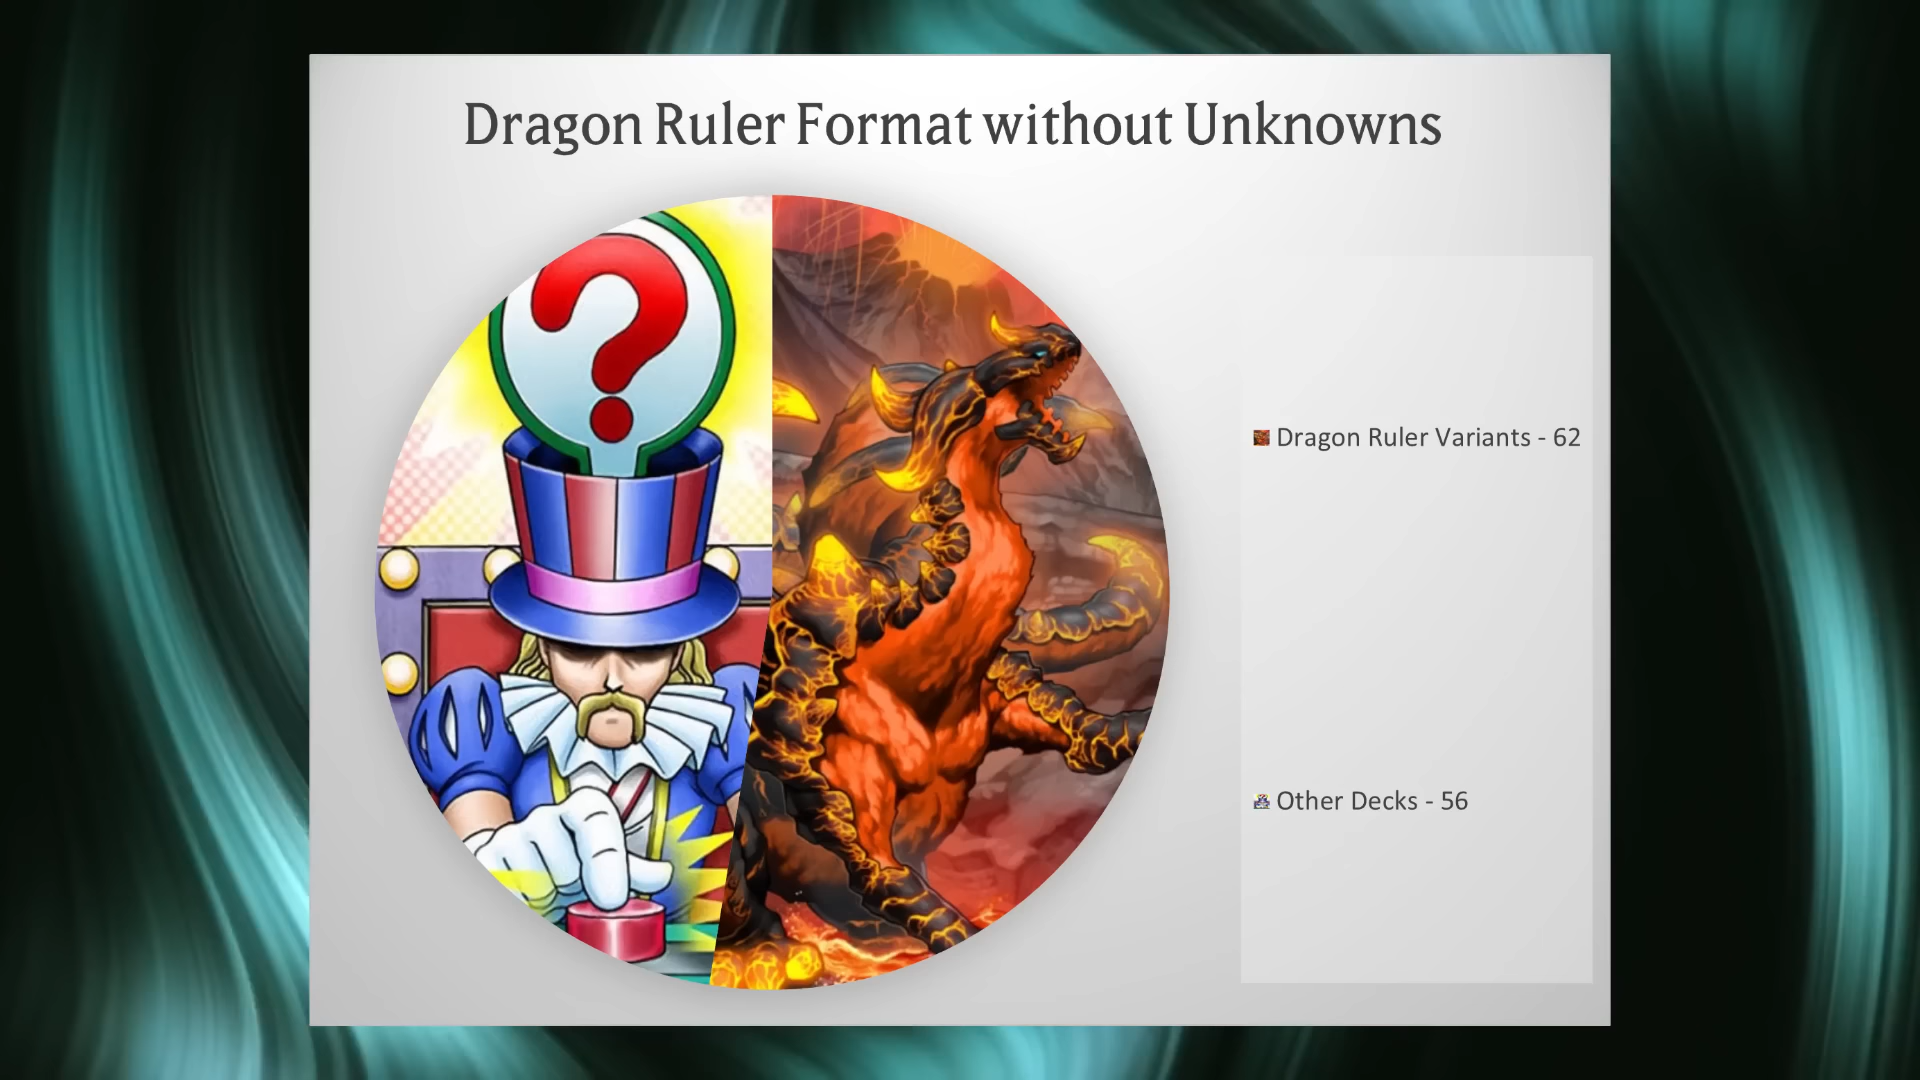 Dragon Ruler Format without Unknowns
?
Dragon Ruler Variants - 62
Other Decks - 56